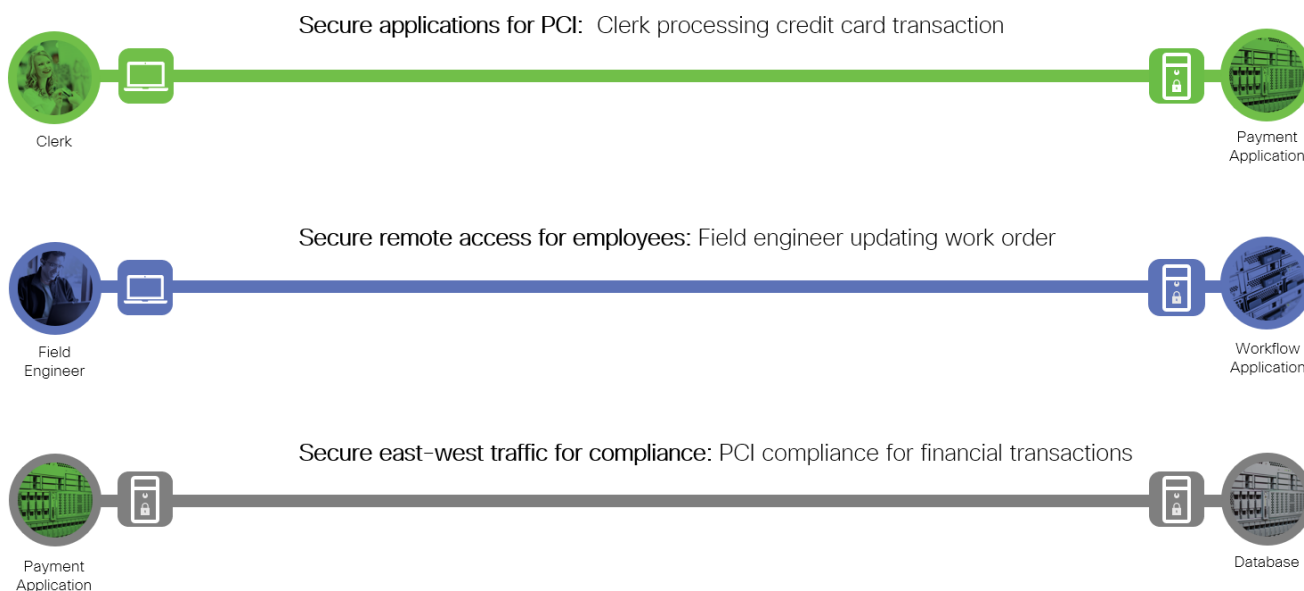 Secure applications for PCI: Clerk processing credit card transaction
Clerk
Payment
Application
Secure remote access for employees: Field engineer updating work order
Field
Engineer
Workflow
Application
Secure east-west traffic for compliance: PCI compliance for financial transactions
Payment
Application
Database